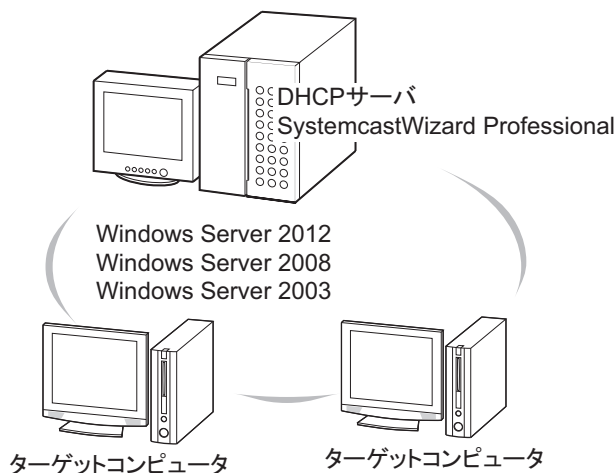 DHCPサーバ
SystemcastWizard Professional
Windows Server 2012
Windows Server 2008
Windows Server 2003
ターゲットコンピュータ
ターゲットコンピュータ